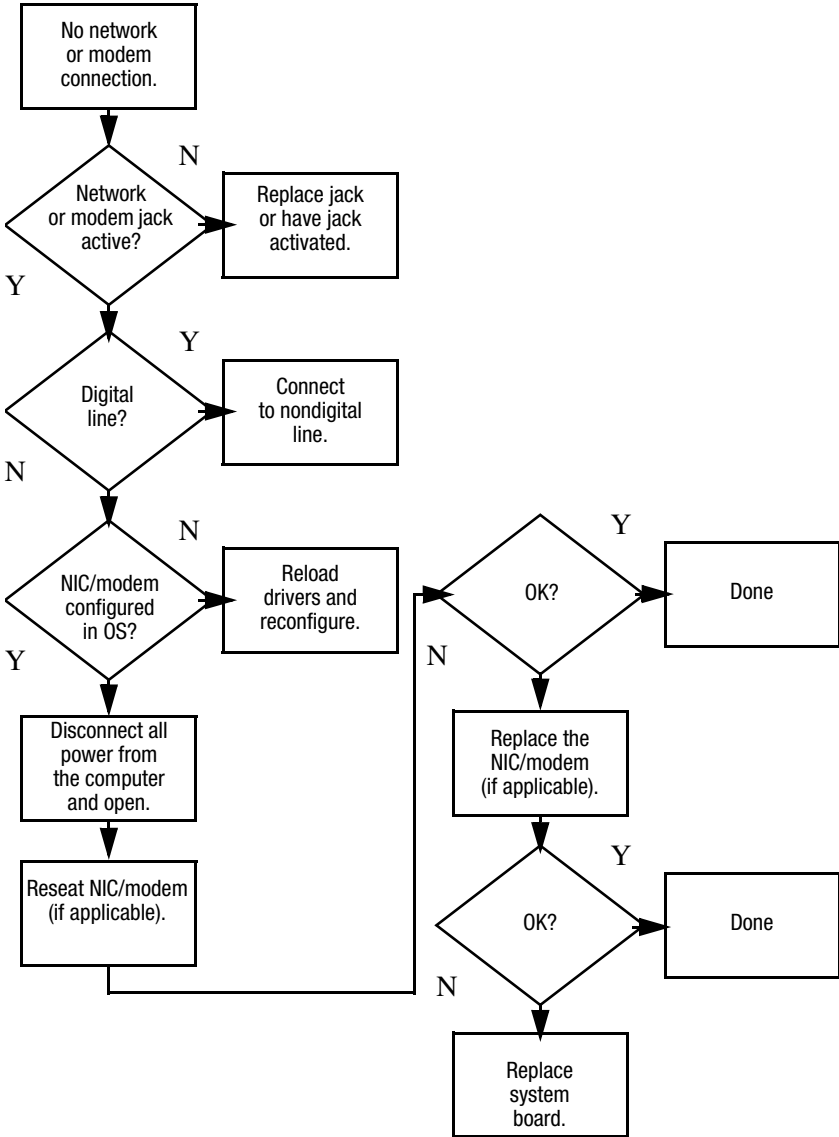 No network
or modem
connection.
N
Network
or modem jack
active?
Replace jack
or have jack
activated.
Y
Y
Digital
line?
Connect
to nondigital
line.
N
N
NIC/modem
configured
in OS?
Reload
drivers and
reconfigure.
Y
Disconnect all
power from
the computer
and open.
Reseat NIC/modem
(if applicable).
Y
OK?
Done
N
Replace the
NIC/modem
(if applicable).
Y
OK?
Done
N
Replace
system
board.